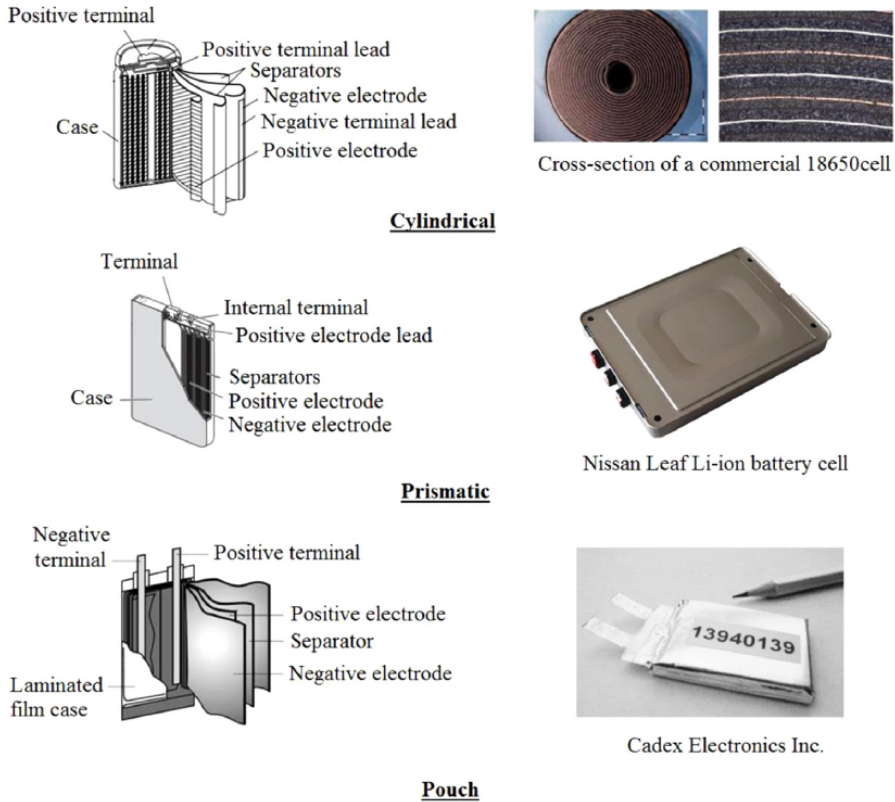 Positive terminal
Positive terminal lead
Separators
Negative electrode
Negative terminal lead
Positive electrode
Case
Cross-section of a commercial 18650cell
Cylindrical
Terminal
Internal terminal
Positive electrode lead
Separators
Positive electrode
Negative electrode
Case
Nissan Leaf Li-ion battery cell
Prismatic
Negative
terminal
Positive terminal
Positive electrode
Separator
Negative electrode
Laminated
film case
13940139
Cadex Electronics Inc.
Pouch